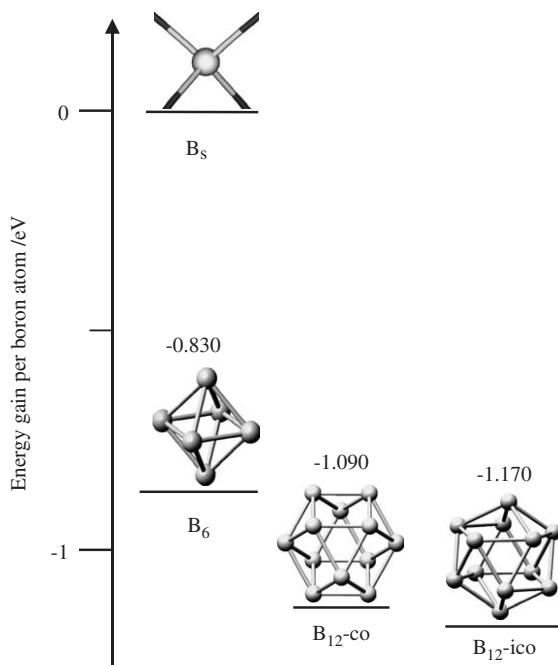 0
B_s
Energy gain per boron atom /eV
-0.830
B_6
-1.090
-1.170
-1
B_12-co
B_12-ico